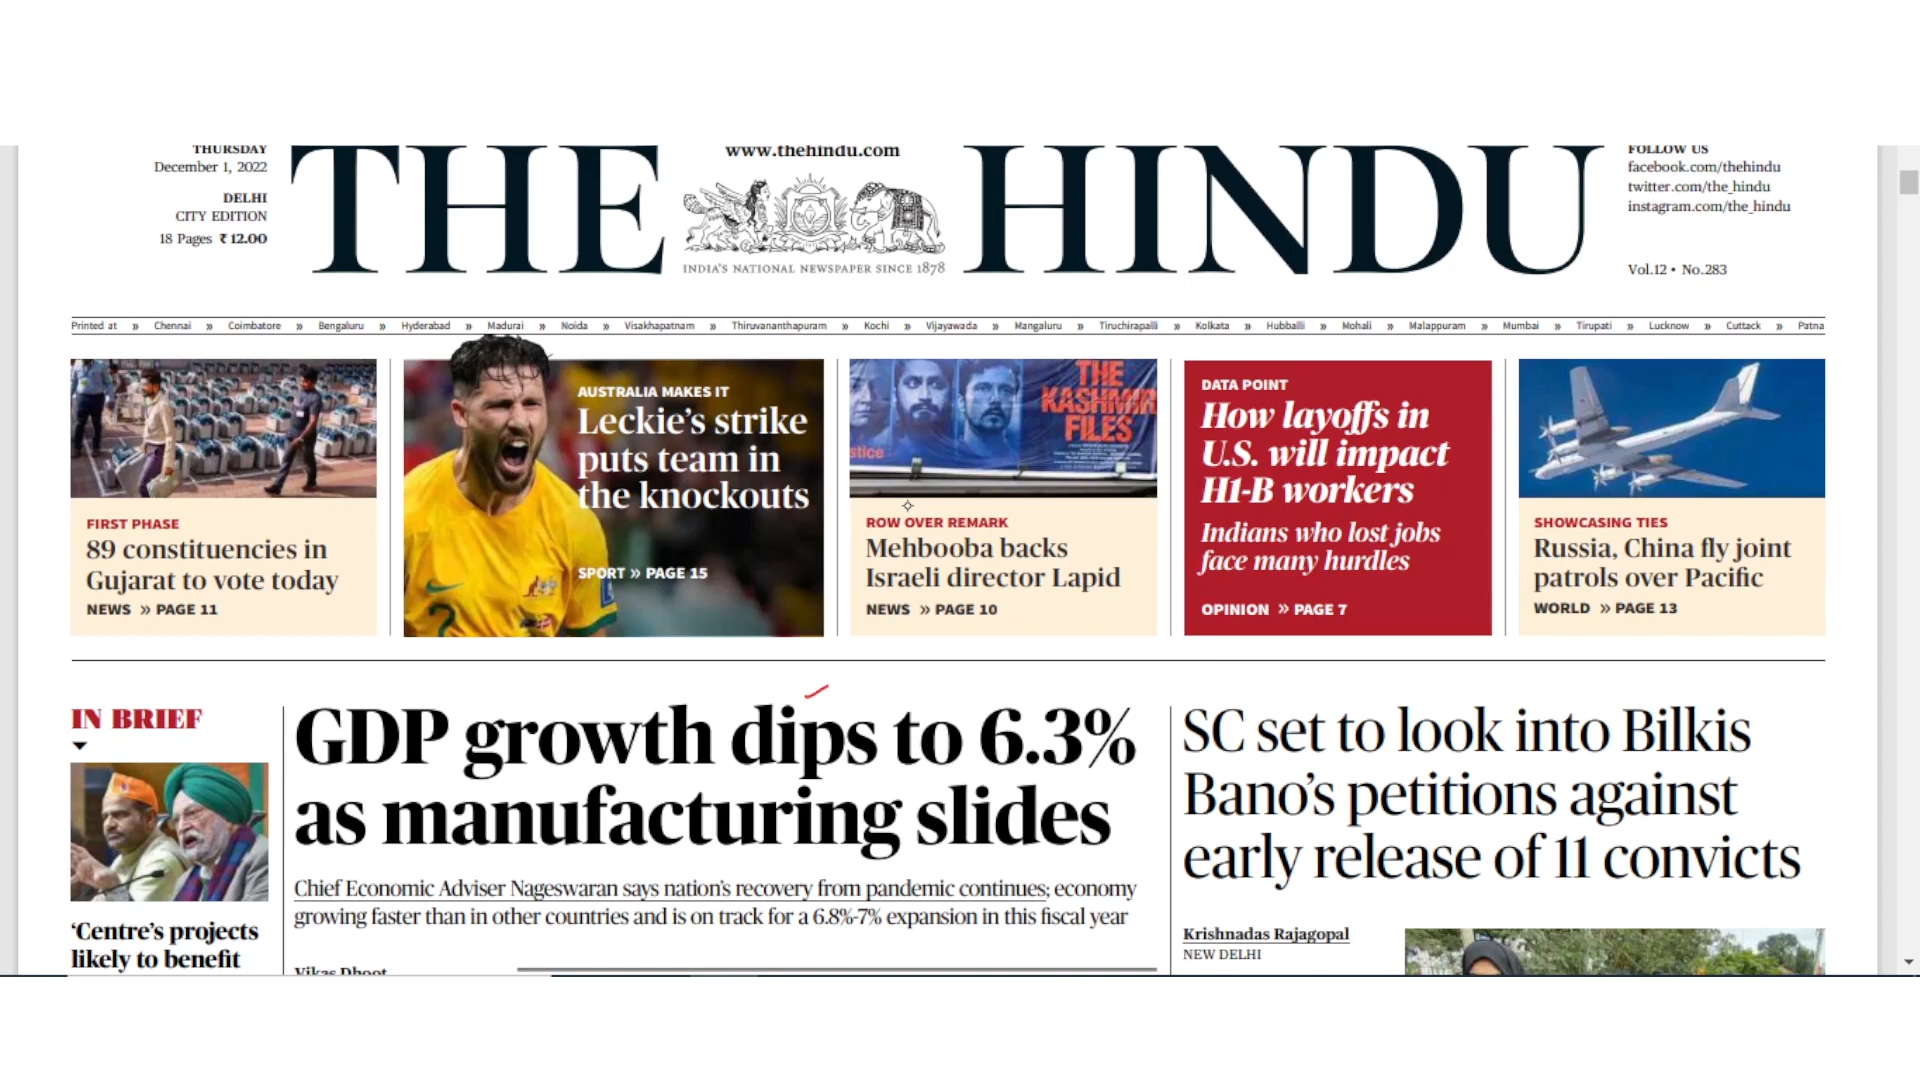 THURSDAY
December 1, 2022
DELHI
CITY EDITION
18 Pages ₹ 12.00
THE HINDU
www.thehindu.com
INDIA'S NATIONAL NEWSPAPER SINCE 1878
FOLLOW US
facebook.com/thehindu
twitter.com/the_hindu
instagram.com/the_hindu
Vol.12 • No.283
Printed at » Chennai » Coimbatore » Bengaluru » Hyderabad » Madurai » Noida » Visakhapatnam » Thiruvananthapuram » Kochi » Vijayawada » Mangaluru » Tiruchirapalli » Kolkata » Hubballi » Mohali » Malappuram » Mumbai » Tirupati » Lucknow » Cuttack » Patna
FIRST PHASE
89 constituencies in
Gujarat to vote today
NEWS » PAGE 11
AUSTRALIA MAKES IT
Leckie's strike
puts team in
the knockouts
SPORT » PAGE 15
THE
KASHMIR
FILES
stice
ROW OVER REMARK
Mehbooba backs
Israeli director Lapid
NEWS » PAGE 10
DATA POINT
How layoffs in
U.S. will impact
H1-B workers
Indians who lost jobs
face many hurdles
OPINION » PAGE 7
SHOWCASING TIES
Russia, China fly joint
patrols over Pacific
WORLD » PAGE 13
IN BRIEF
‘Centre’s projects
likely to benefit
GDP growth dips to 6.3%
as manufacturing slides
Chief Economic Adviser Nageswaran says nation’s recovery from pandemic continues; economy
growing faster than in other countries and is on track for a 6.8%-7% expansion in this fiscal year
Vikas Dhoot
SC set to look into Bilkis
Bano’s petitions against
early release of 11 convicts
Krishnadas Rajagopal
NEW DELHI